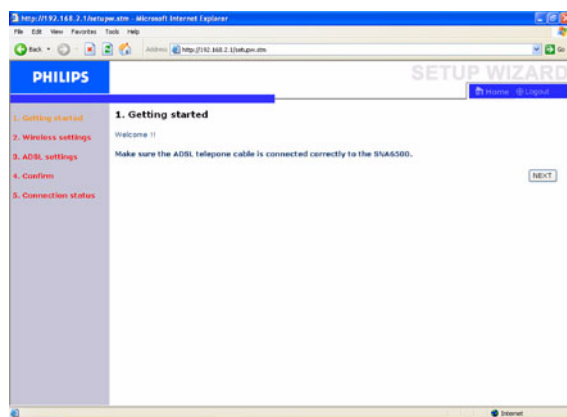 http://192.168.2.1/setupw.stm - Microsoft Internet Explorer
File Edit View Favorites Tools Help
Back
Address http://192.168.2.1/setupw.stm Go
PHILIPS
SETUP WIZARD
Home Logout
1. Getting started
2. Wireless settings
3. ADSL settings
4. Confirm
5. Connection status
1. Getting started
Welcome !!
Make sure the ADSL telepone cable is connected correctly to the SNA6500.
NEXT
Internet